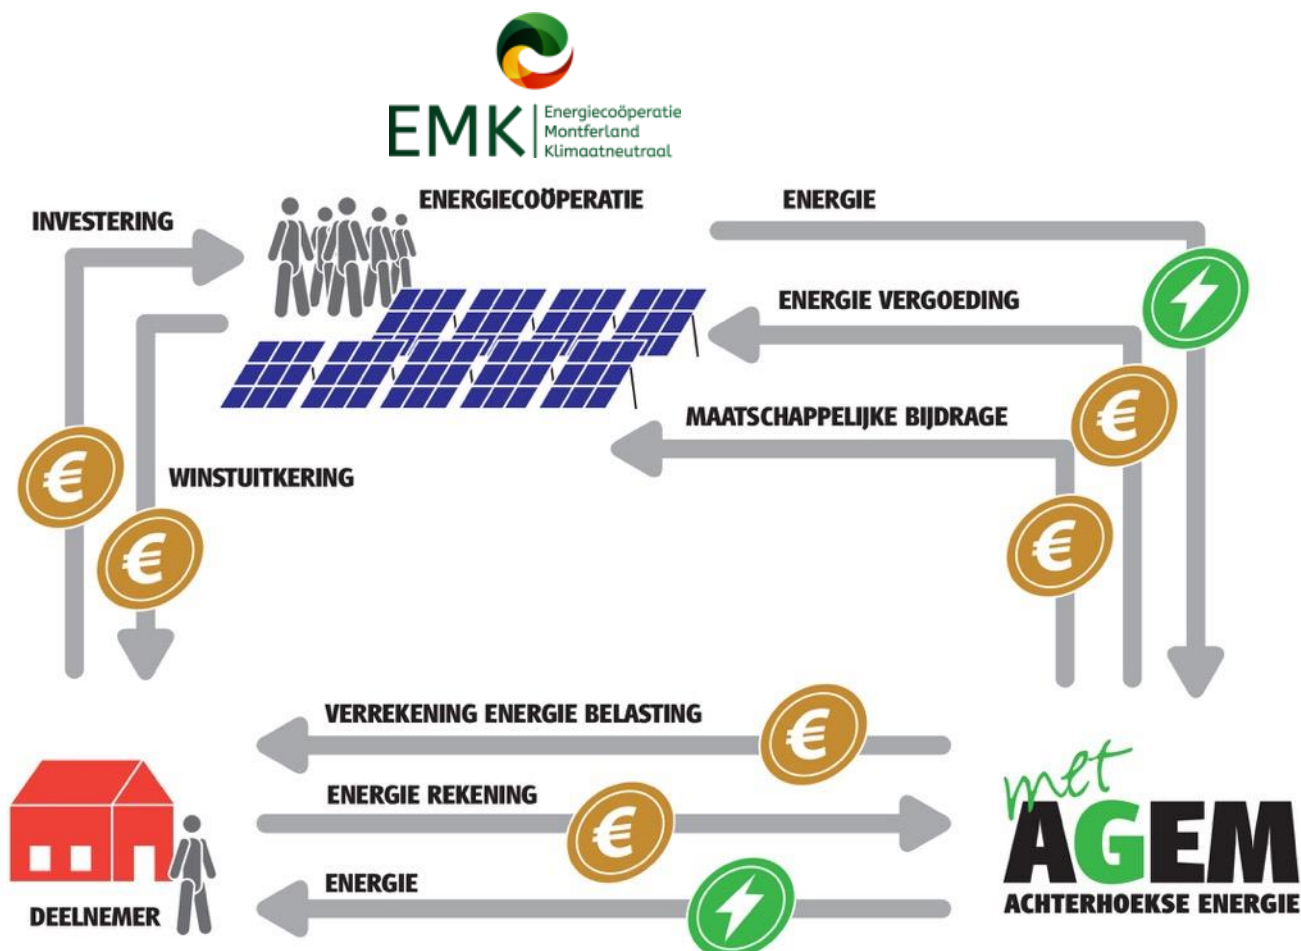 EMK
Energiecoöperatie
Montferland
Klimaatneutraal
INVESTERING
ENERGIECOÖPERATIE
ENERGIE
ENERGIE VERGOEDING
MAATSCHAPPELIJKE BIJDRAGE
€
€
WINSTUITKERING
€
€
VERREKENING ENERGIE BELASTING
€
ENERGIE REKENING
€
ENERGIE
DEELNEMER
met
AGEM
ACHTERHOEKSE ENERGIE